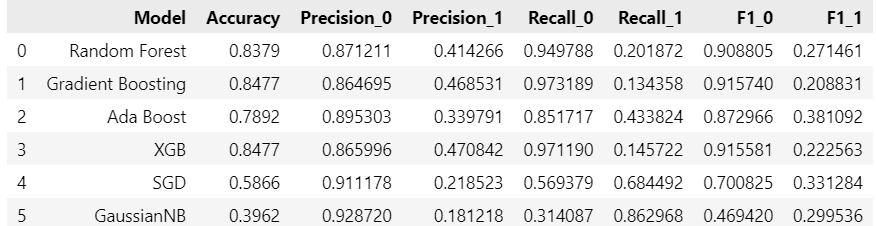 Model Accuracy Precision_0 Precision_1 Recall_0 Recall_1 F1_0 F1_1
0 Random Forest 0.8379 0.871211 0.414266 0.949788 0.201872 0.908805 0.271461
1 Gradient Boosting 0.8477 0.864695 0.468531 0.973189 0.134358 0.915740 0.208831
2 Ada Boost 0.7892 0.895303 0.339791 0.851717 0.433824 0.872966 0.381092
3 XGB 0.8477 0.865996 0.470842 0.971190 0.145722 0.915581 0.222563
4 SGD 0.5866 0.911178 0.218523 0.569379 0.684492 0.700825 0.331284
5 GaussianNB 0.3962 0.928720 0.181218 0.314087 0.862968 0.469420 0.299536